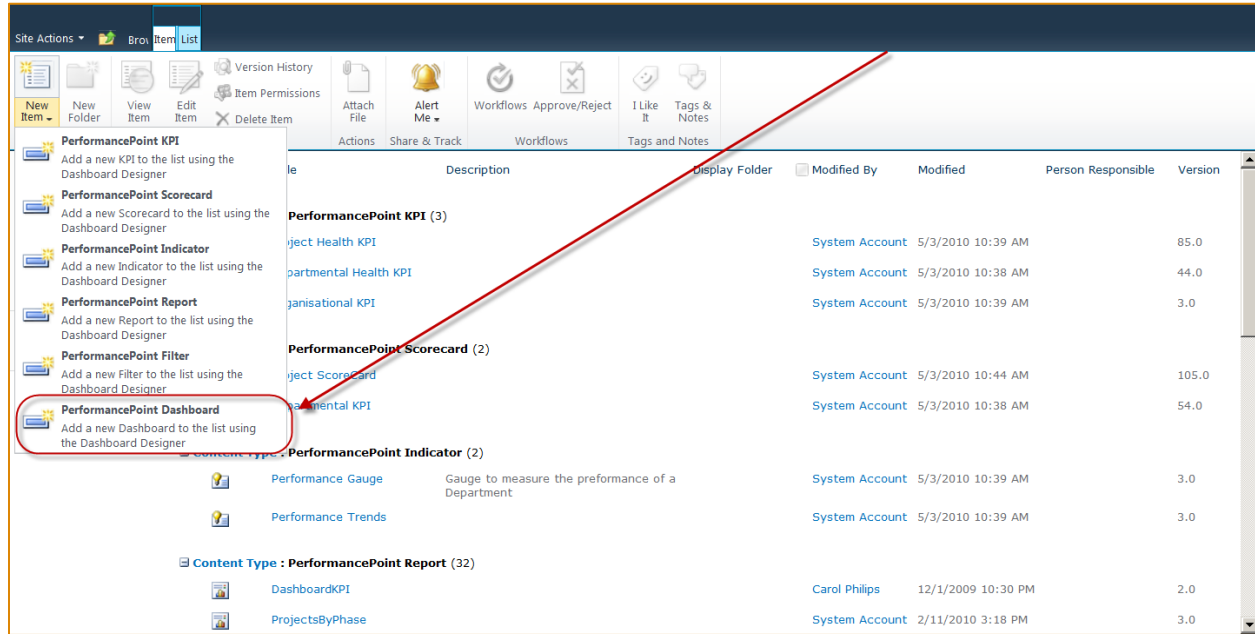 Site Actions
Item List
Version History
Item Permissions
Delete Item
New Item
New Folder
View Item
Edit Item
Attach File
Alert Me
Workflows
Approve/Reject
I Like It
Tags & Notes
Actions
Share & Track
Workflows
Tags and Notes
PerformancePoint KPI
Add a new KPI to the list using the
Dashboard Designer
PerformancePoint Scorecard
Add a new Scorecard to the list using the
Dashboard Designer
PerformancePoint Indicator
Add a new Indicator to the list using the
Dashboard Designer
PerformancePoint Report
Add a new Report to the list using the
Dashboard Designer
PerformancePoint Filter
Add a new Filter to the list using the
Dashboard Designer
PerformancePoint Dashboard
Add a new Dashboard to the list using
the Dashboard Designer
Description Display Folder Modified By Modified Person Responsible Version
PerformancePoint KPI (3)
Health KPI System Account 5/3/2010 10:39 AM 85.0
Health KPI System Account 5/3/2010 10:38 AM 44.0
KPI System Account 5/3/2010 10:39 AM 3.0
PerformancePoint Scorecard (2)
ScoreCard System Account 5/3/2010 10:44 AM 105.0
KPI System Account 5/3/2010 10:38 AM 54.0
Content Type : PerformancePoint Indicator (2)
Performance Gauge Gauge to measure the preformance of a System Account 5/3/2010 10:39 AM 3.0
Department
Performance Trends System Account 5/3/2010 10:39 AM 3.0
Content Type : PerformancePoint Report (32)
DashboardKPI Carol Philips 12/1/2009 10:30 PM 2.0
ProjectsByPhase System Account 2/11/2010 3:18 PM 3.0